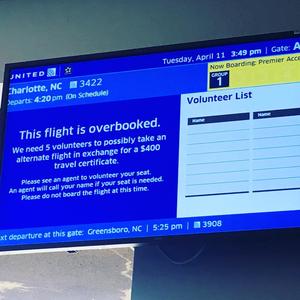 UNITED
Tuesday, April 11 3:49 pm | Gate: A
Charlotte, NC 3422
Departs: 4:20 pm (On Schedule)
Now Boarding: Premier Acce
GROUP
1
This flight is overbooked.
We need 5 volunteers to possibly take an
alternate flight in exchange for a $400
travel certificate.
Please see an agent to volunteer your seat.
An agent will call your name if your seat is needed.
Please do not board the flight at this time.
Volunteer List
Name Name
ext departure at this gate: Greensboro, NC | 5:25 pm | 3908